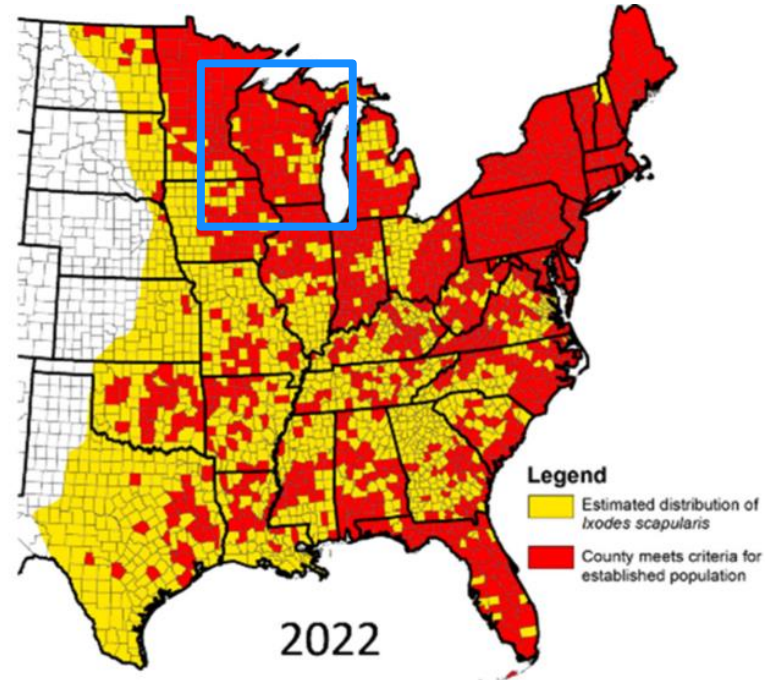 Legend
Estimated distribution of
Ixodes scapularis
County meets criteria for
established population
2022